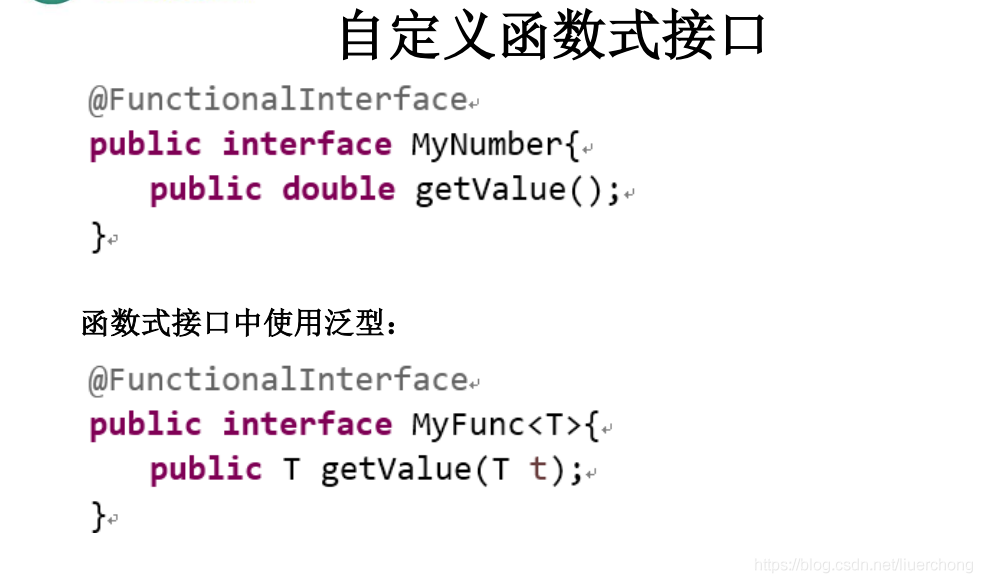 自定义函数式接口
@FunctionalInterface↵
public interface MyNumber{↵
public double getValue();↵
}↵
函数式接口中使用泛型：
@FunctionalInterface↵
public interface MyFunc<T>{↵
public T getValue(T t);↵
}↵
https://blog.csdn.net/liuerchong